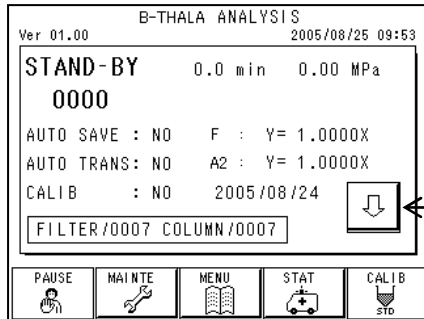 B-THALA ANALYSIS
Ver 01.00 2005/08/25 09:53
STAND-BY 0.0 min 0.00 MPa
0000
AUTO SAVE : NO F : Y= 1.0000X
AUTO TRANS: NO A2 : Y= 1.0000X
CALIB : NO 2005/08/24
FILTER/0007 COLUMN/0007
PAUSE MAINTE MENU STAT CALIB
STD